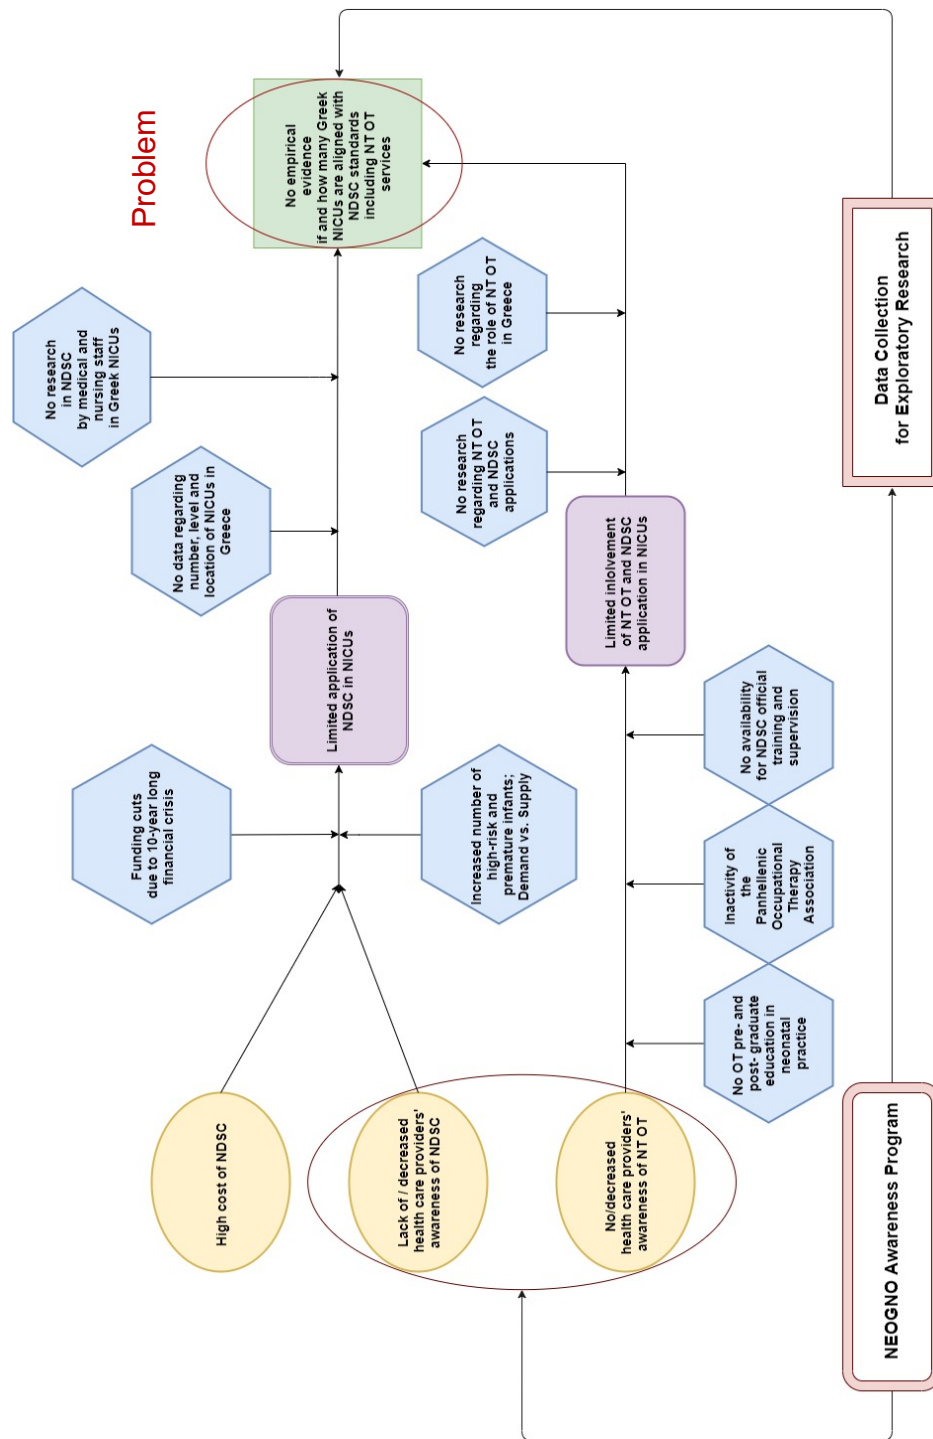 Problem
High cost of NDSC
Lack of / decreased
health care providers'
awareness of NDSC
No/decreased
health care providers'
awareness of NT OT
Funding cuts
due to 10-year long
financial crisis
Increased number of
high-risk and
premature infants;
Demand vs. Supply
No OT pre- and
post- graduate
education in
neonatal
practice
Inactivity of
the
Panhellenic
Occupational
Therapy
Association
No availability
for NDSC official
training and
supervision
Limited application of
NDSC in NICUs
Limited inlolvement
of NT OT and NDSC
application in NICUs
No data regarding
number, level and
location of NICUs in
Greece
No research
in NDSC
by medical and
nursing staff
in Greek NICUs
No research
regarding NT OT
and NDSC
applications
No research
regarding
the role of NT OT
in Greece
No empirical
evidence
if and how many Greek
NICUs are aligned with
NDSC standards
including NT OT
services
NEOGNO Awareness Program
Data Collection
for Exploratory Research